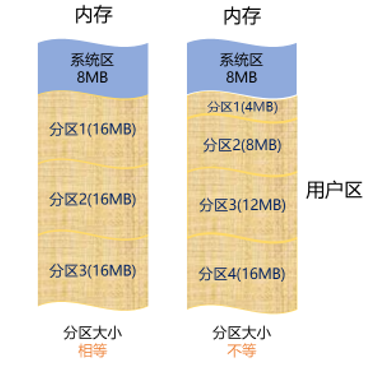 内存
系统区
8MB
分区1(16MB)
分区2(16MB)
分区3(16MB)
分区大小
相等
内存
系统区
8MB
分区1(4MB)
分区2(8MB)
分区3(12MB)
分区4(16MB)
分区大小
不等
用户区